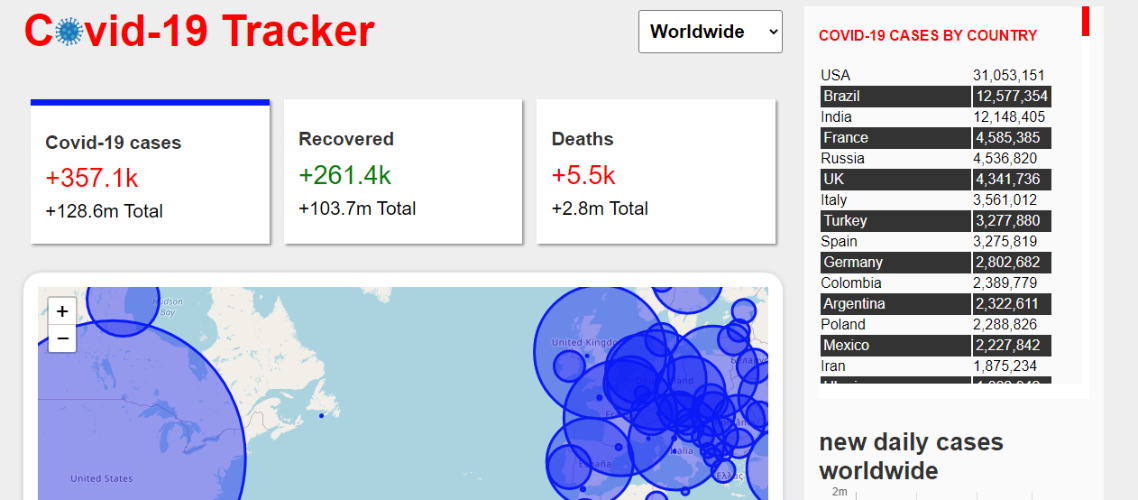 Covid-19 Tracker
Worldwide
Covid-19 cases
+357.1k
+128.6m Total
Recovered
+261.4k
+103.7m Total
Deaths
+5.5k
+2.8m Total
+
−
Hudson
Bay
United States
United Kingdo
España
Italia
COVID-19 CASES BY COUNTRY
USA 31,053,151
Brazil 12,577,354
India 12,148,405
France 4,585,385
Russia 4,536,820
UK 4,341,736
Italy 3,561,012
Turkey 3,277,880
Spain 3,275,819
Germany 2,802,682
Colombia 2,389,779
Argentina 2,322,611
Poland 2,288,826
Mexico 2,227,842
Iran 1,875,234
new daily cases
worldwide
2m